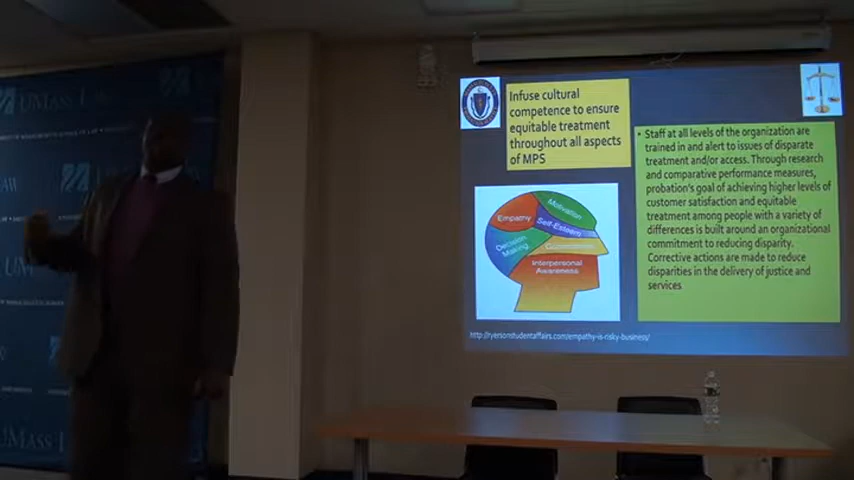 UMASS L
UMASS L
Infuse cultural
competence to ensure
equitable treatment
throughout all aspects
of MPS
• Staff at all levels of the organization are
trained in and alert to issues of disparate
treatment and/or access. Through research
and comparative performance measures,
probation's goal of achieving higher levels of
customer satisfaction and equitable
treatment among people with a variety of
differences is built around an organizational
commitment to reducing disparity.
Corrective actions are made to reduce
disparities in the delivery of justice and
services
Empathy
Motivation
Self-Esteem
Decision
Making
Commitment
Interpersonal
Awareness
http://ryersonstudentaffairs.com/empathy-is-risky-business/